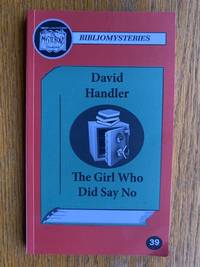 BIBLIOMYSTERIES
David
Handler
The Girl Who
Did Say No
39